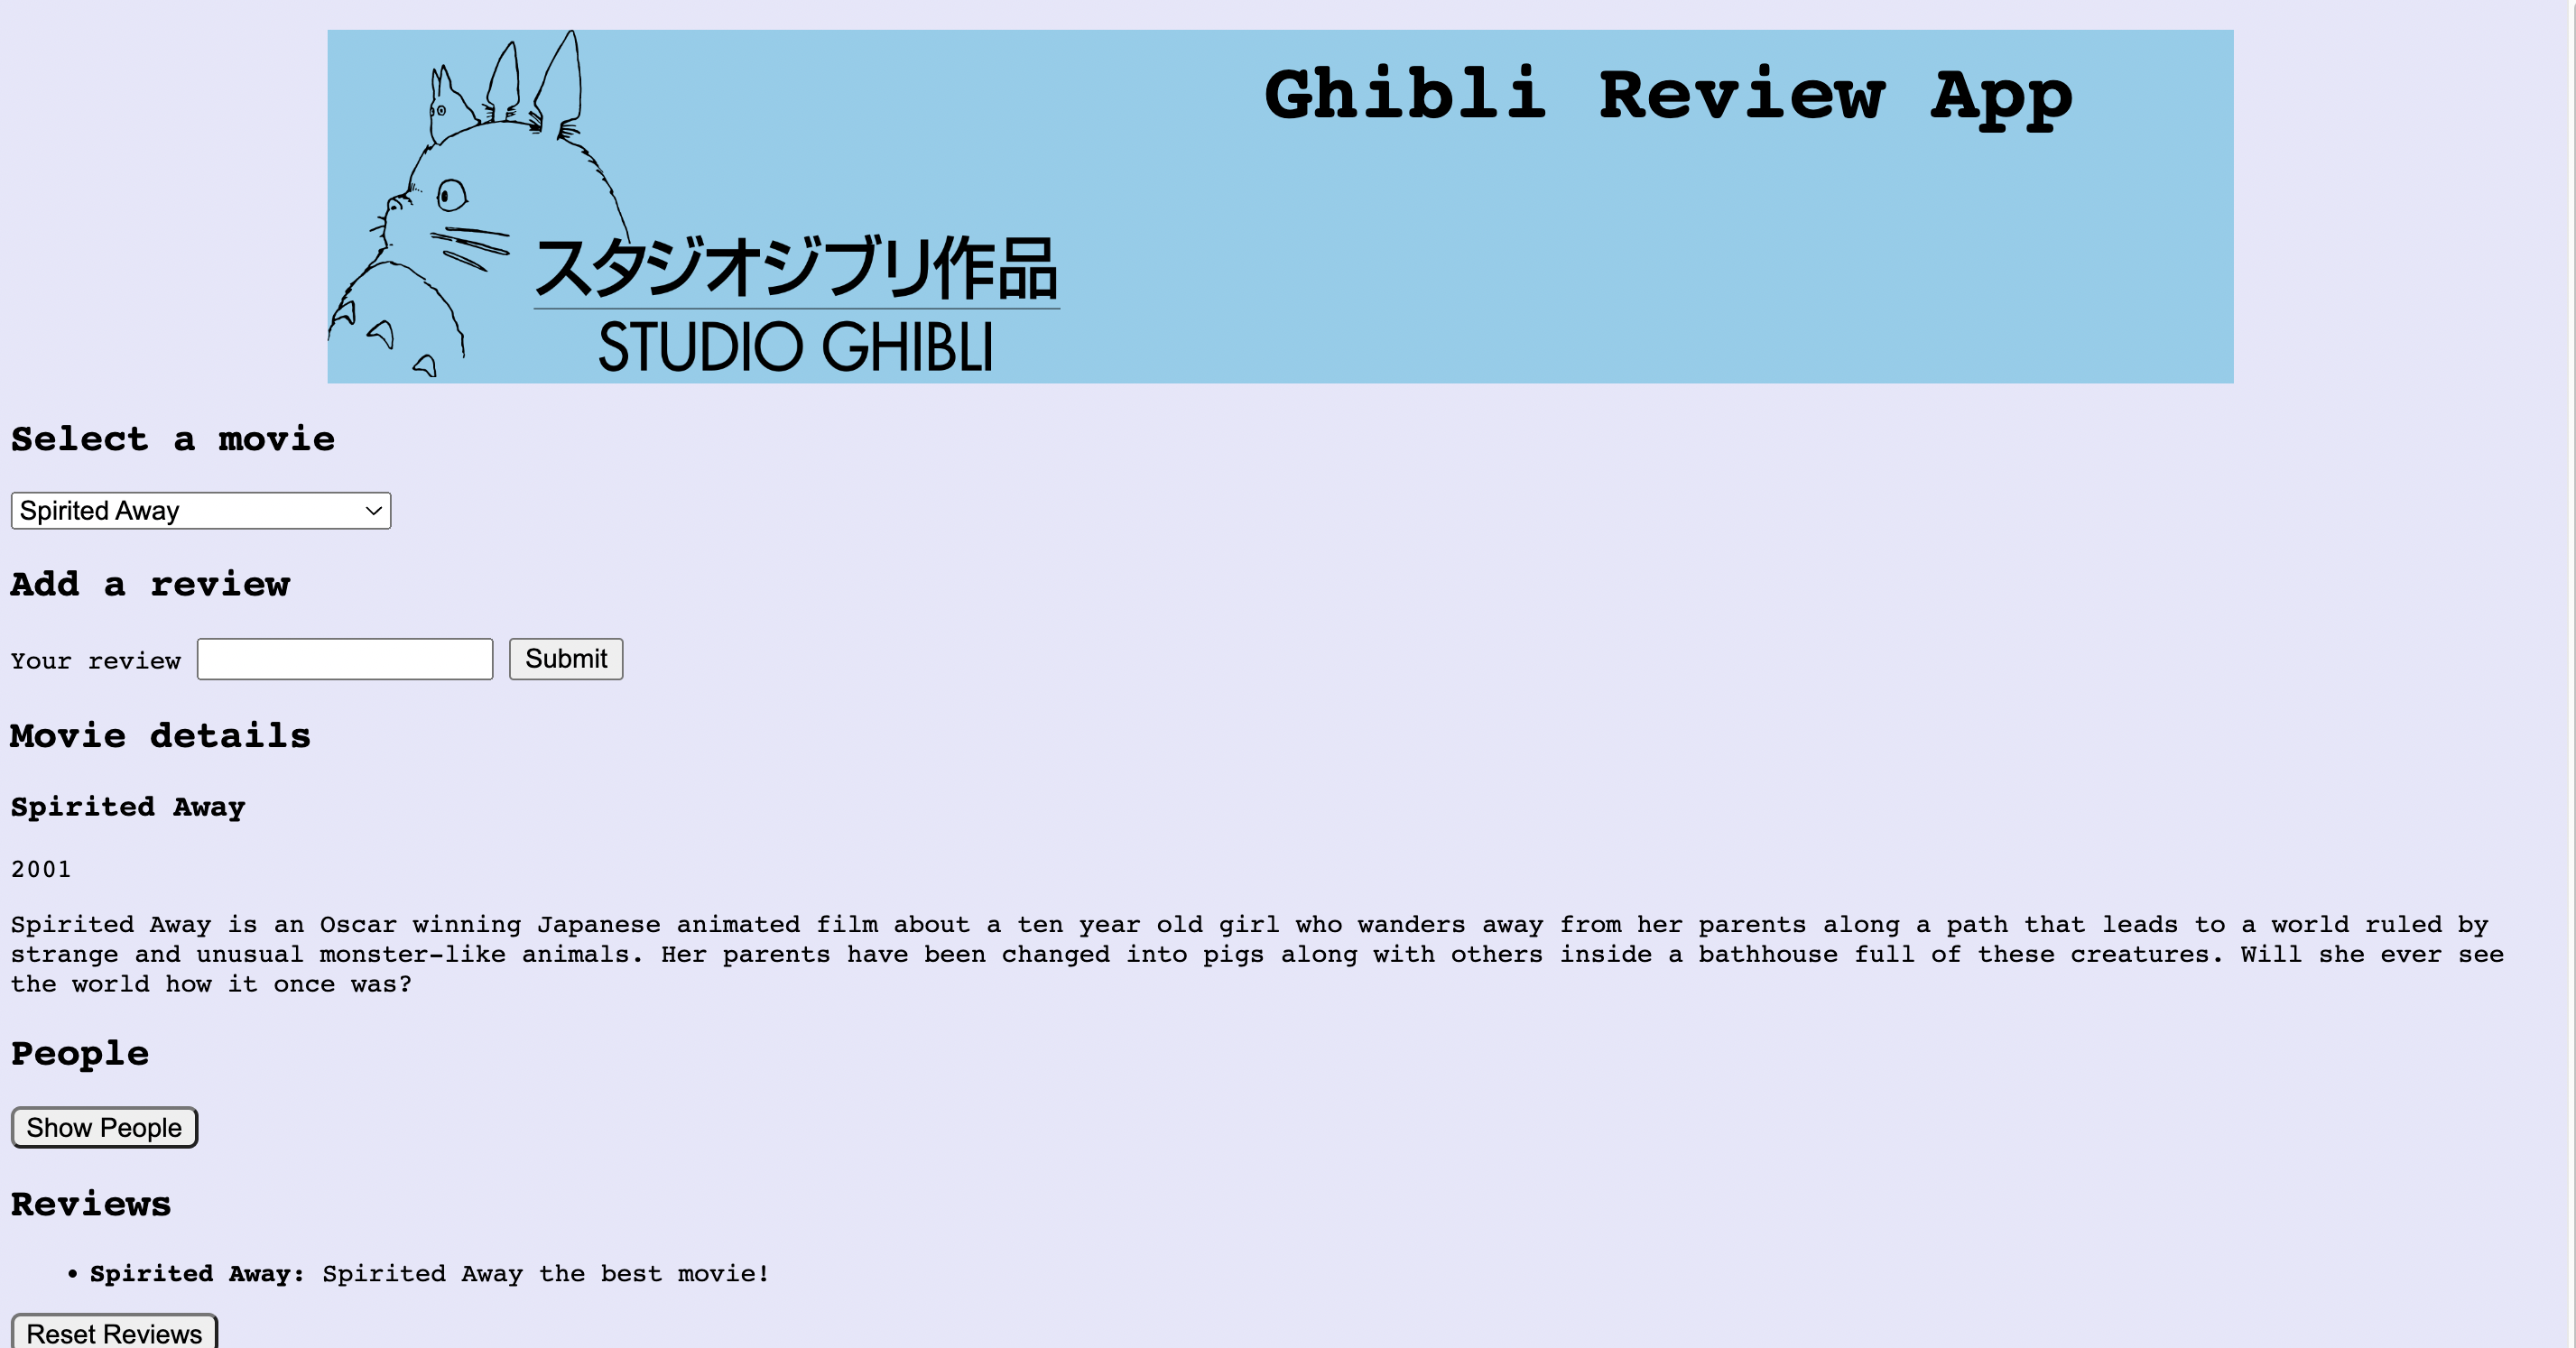 Ghibli Review App
スタジオジブリ作品
STUDIO GHIBLI
Select a movie
Spirited Away
Add a review
Your review Submit
Movie details
Spirited Away
2001
Spirited Away is an Oscar winning Japanese animated film about a ten year old girl who wanders away from her parents along a path that leads to a world ruled by
strange and unusual monster-like animals. Her parents have been changed into pigs along with others inside a bathhouse full of these creatures. Will she ever see
the world how it once was?
People
Show People
Reviews
• Spirited Away: Spirited Away the best movie!
Reset Reviews